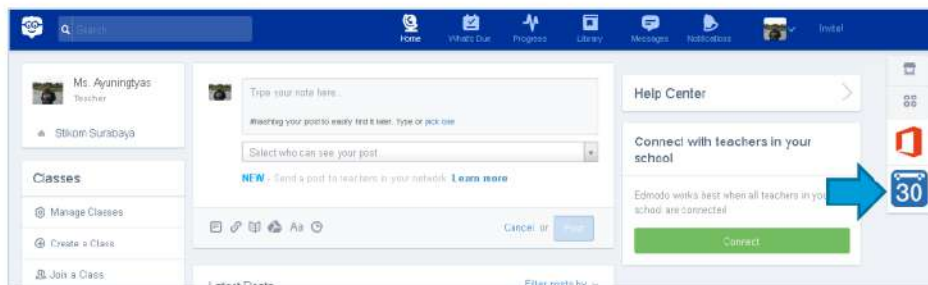 Search
Home
What's Due
Progress
Library
Messages
Notifications
Invite!
Ms. Ayuningtyas
Teacher
Stikom Surabaya
Classes
Manage Classes
Create a Class
Join a Class
Type your note here...
#hashtag your post to easily find it later. Type or pick one
Select who can see your post
NEW - Send a post to teachers in your network. Learn more
Aa
Cancel or Post
Latest Posts
Filter posts by
Help Center
Connect with teachers in your
school
Edmodo works best when all teachers in you
school are connected
Connect
30